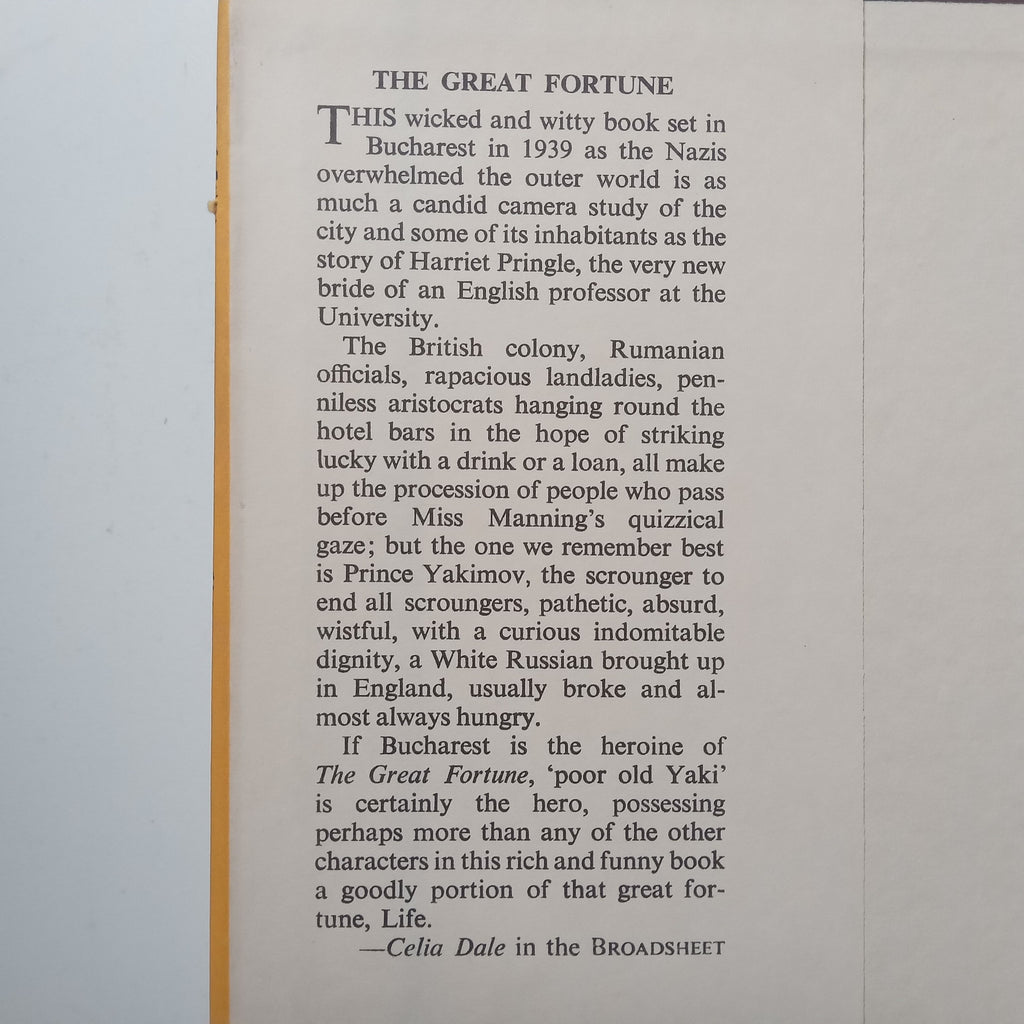 THE GREAT FORTUNE
THIS wicked and witty book set in
Bucharest in 1939 as the Nazis
overwhelmed the outer world is as
much a candid camera study of the
city and some of its inhabitants as the
story of Harriet Pringle, the very new
bride of an English professor at the
University.
The British colony, Rumanian
officials, rapacious landladies, pen-
niless aristocrats hanging round the
hotel bars in the hope of striking
lucky with a drink or a loan, all make
up the procession of people who pass
before Miss Manning's quizzical
gaze; but the one we remember best
is Prince Yakimov, the scrounger to
end all scroungers, pathetic, absurd,
wistful, with a curious indomitable
dignity, a White Russian brought up
in England, usually broke and al-
most always hungry.
If Bucharest is the heroine of
The Great Fortune, ‘poor old Yaki’
is certainly the hero, possessing
perhaps more than any of the other
characters in this rich and funny book
a goodly portion of that great for-
tune, Life.
—Celia Dale in the BROADSHEET